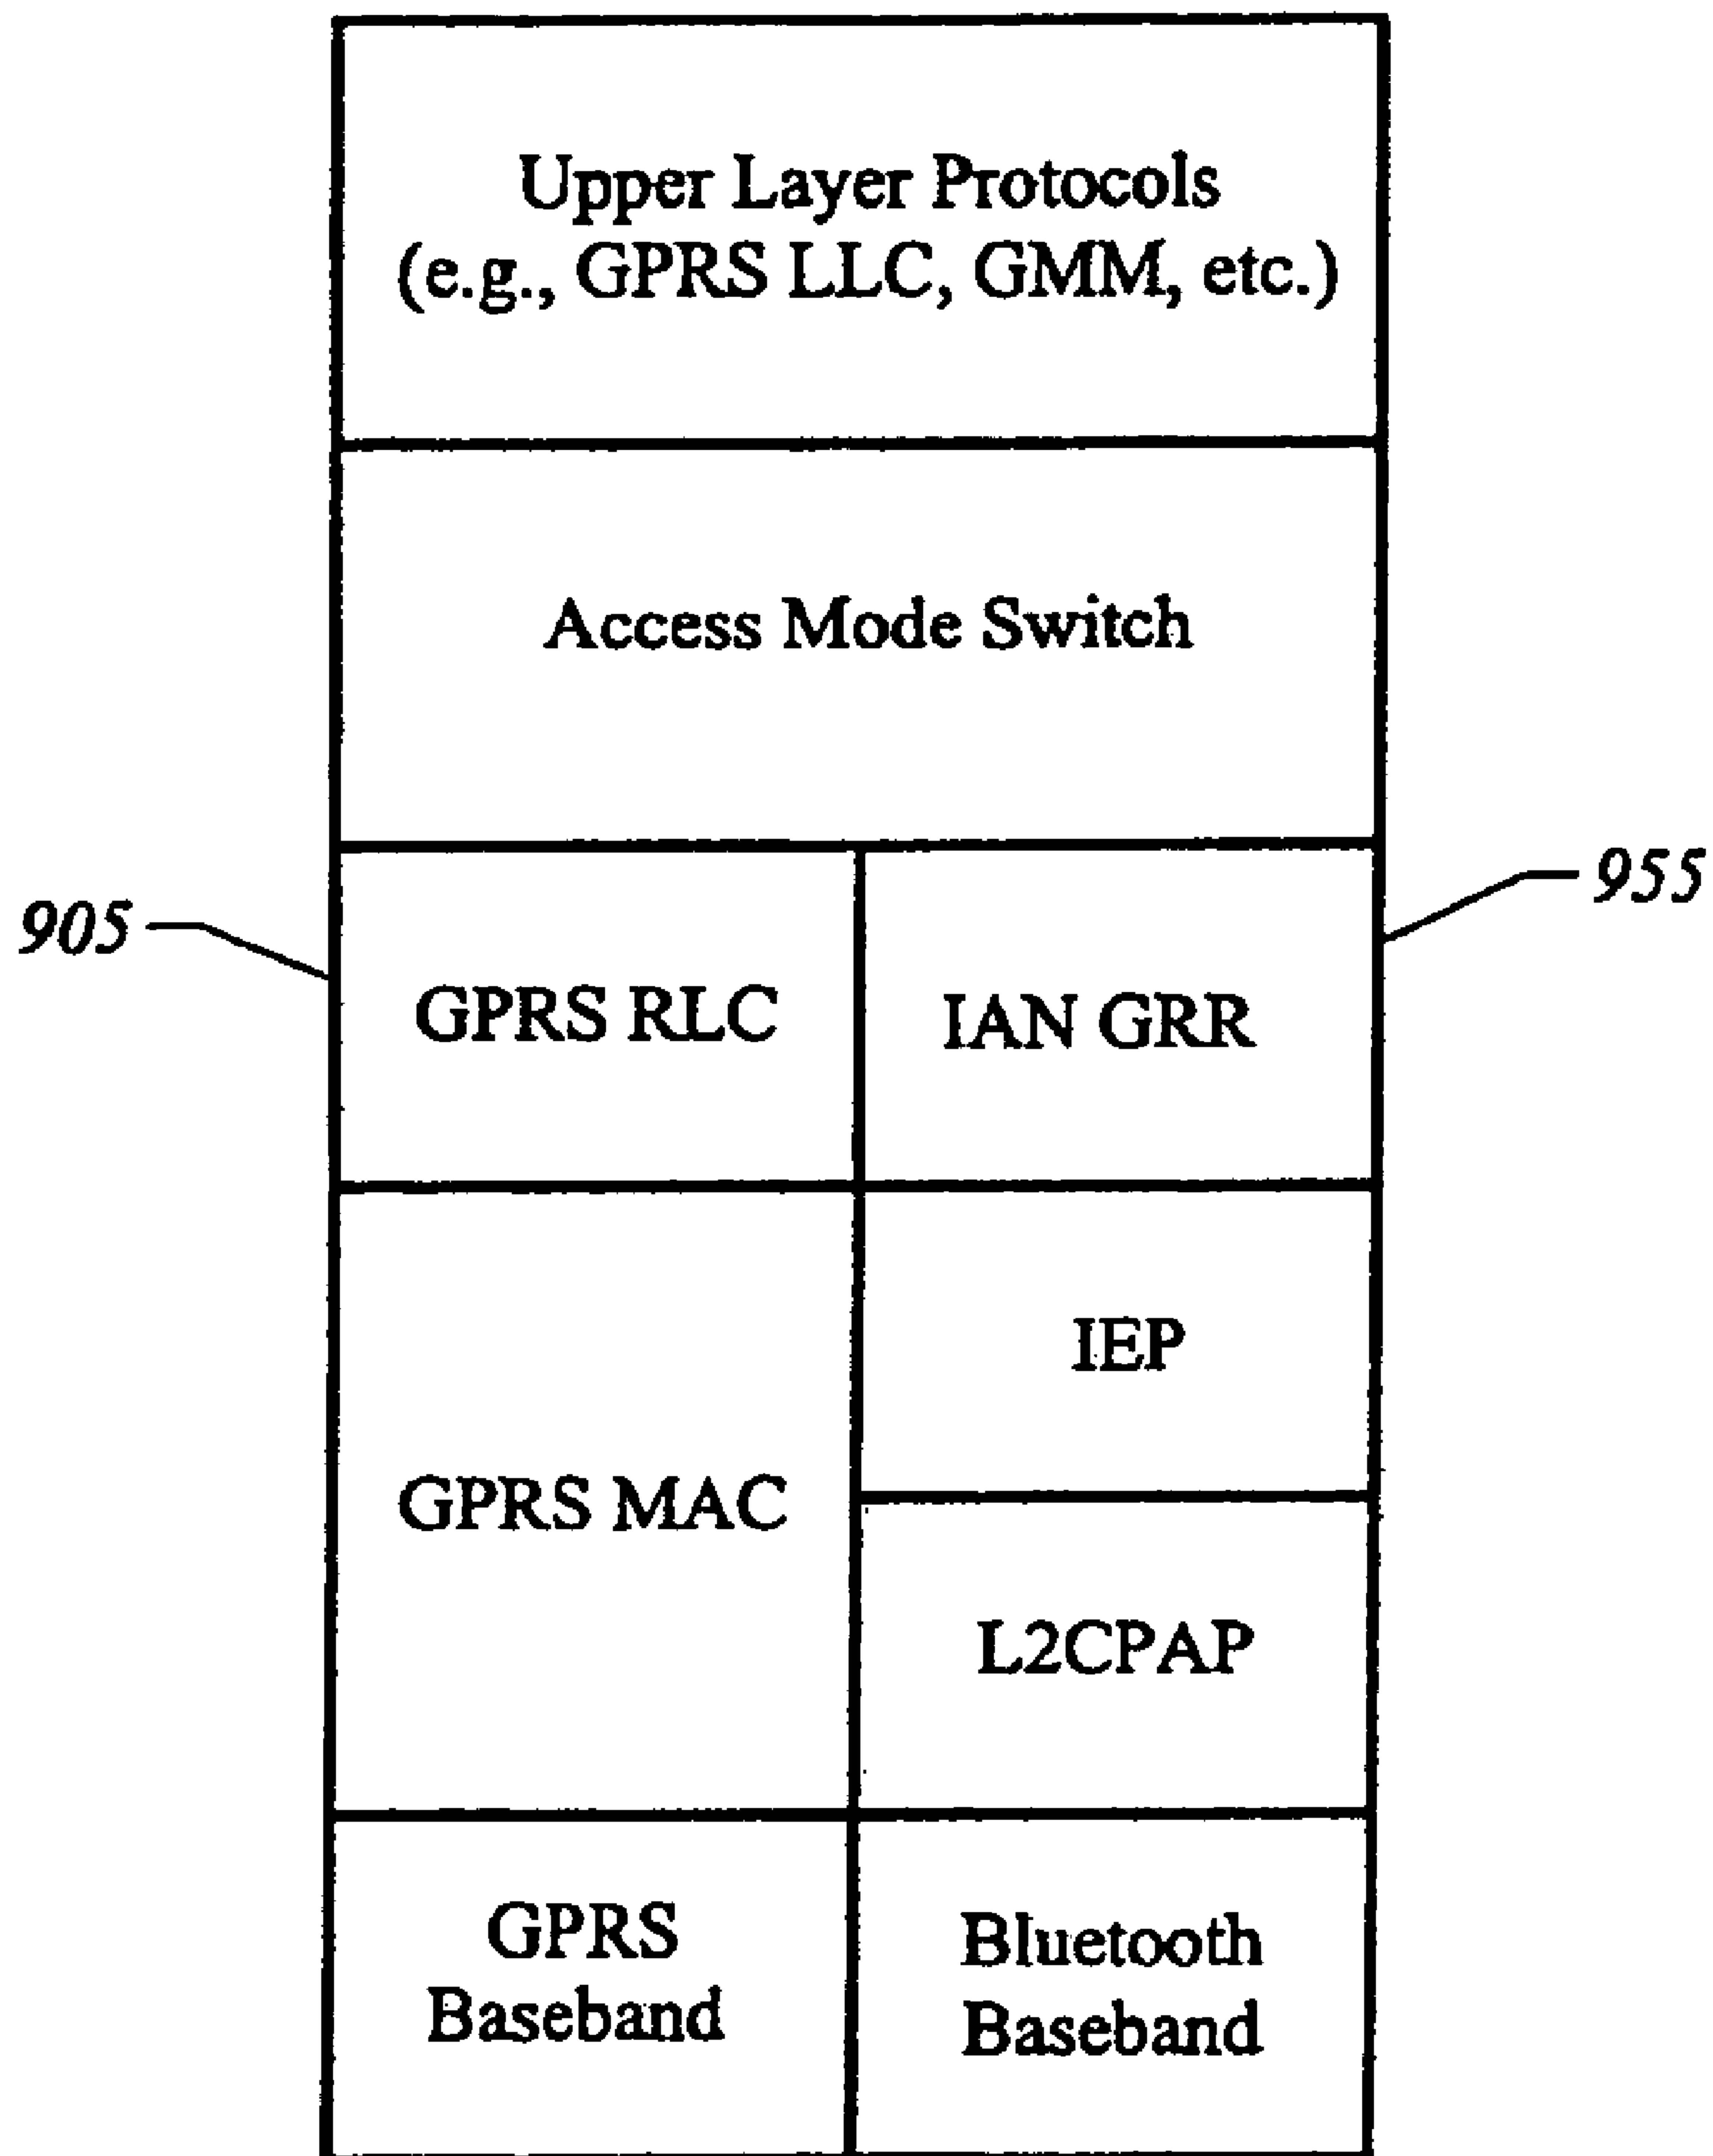 Upper Layer Protocols
(e.g., GPRS LLC, GMM, etc.)
Access Mode Switch
905
955
GPRS RLC
IAN GRR
GPRS MAC
IEP
L2CPAP
GPRS
Baseband
Bluetooth
Baseband